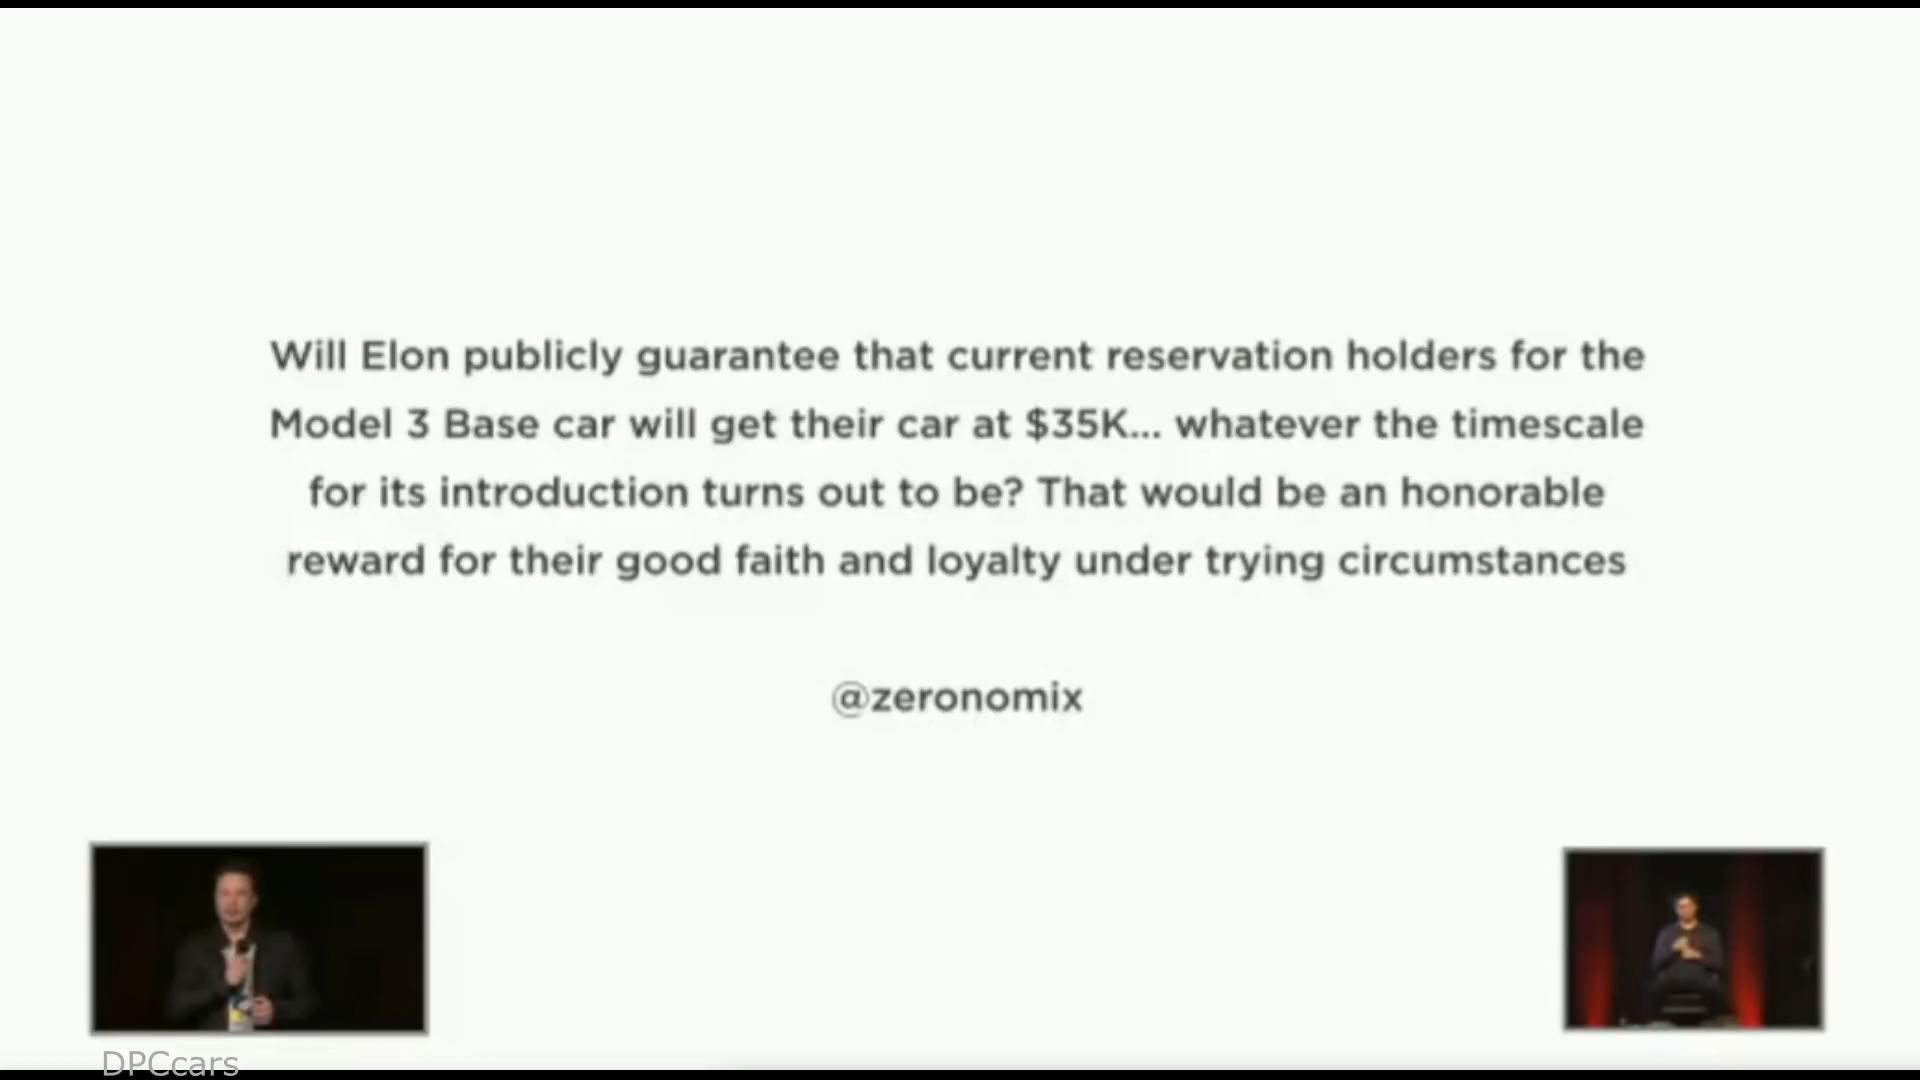 Will Elon publicly guarantee that current reservation holders for the
Model 3 Base car will get their car at $35K... whatever the timescale
for its introduction turns out to be? That would be an honorable
reward for their good faith and loyalty under trying circumstances
@zeronomix
DPCcars